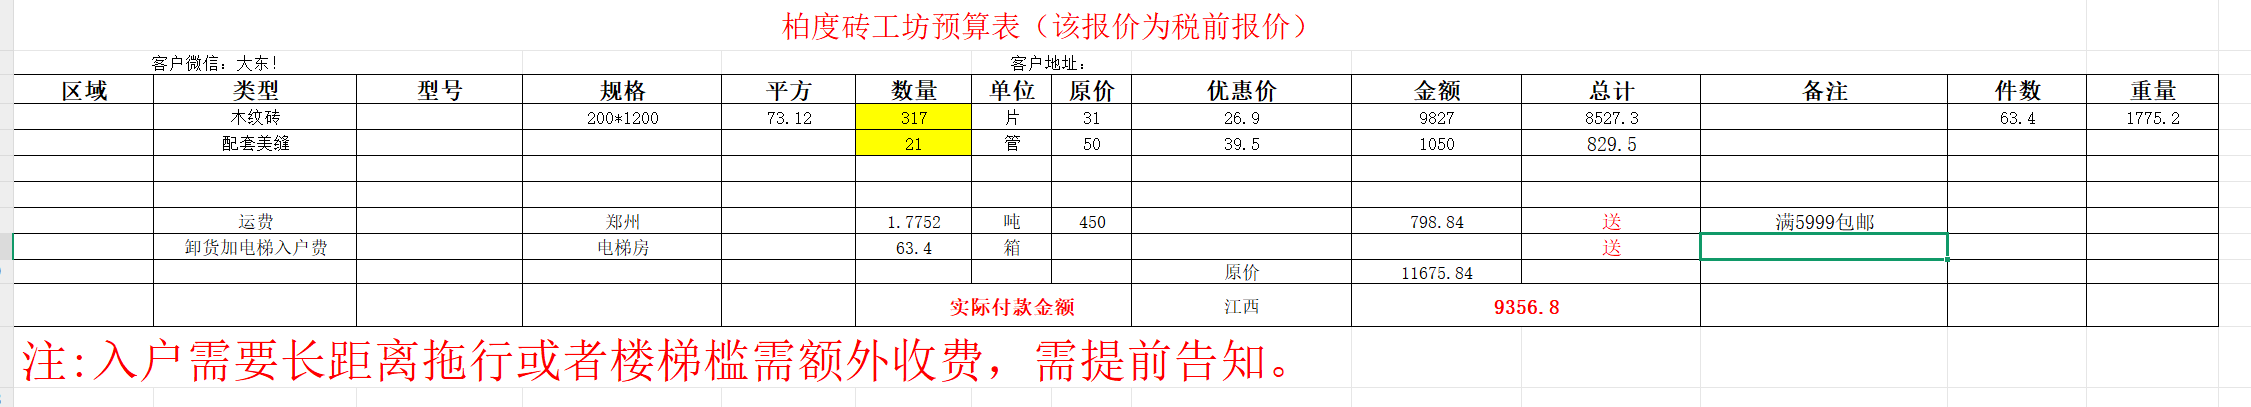 柏度砖工坊预算表（该报价为税前报价）
客户微信：大东! 客户地址：
区域 类型 型号 规格 平方 数量 单位 原价 优惠价 金额 总计 备注 件数 重量
木纹砖 200*1200 73.12 317 片 31 26.9 9827 8527.3 63.4 1775.2
配套美缝 21 管 50 39.5 1050 829.5
运费 郑州 1.7752 吨 450 798.84 送 满5999包邮
卸货加电梯入户费 电梯房 63.4 箱 送
原价 11675.84
实际付款金额 江西 9356.8
注:入户需要长距离拖行或者楼梯槛需额外收费，需提前告知。